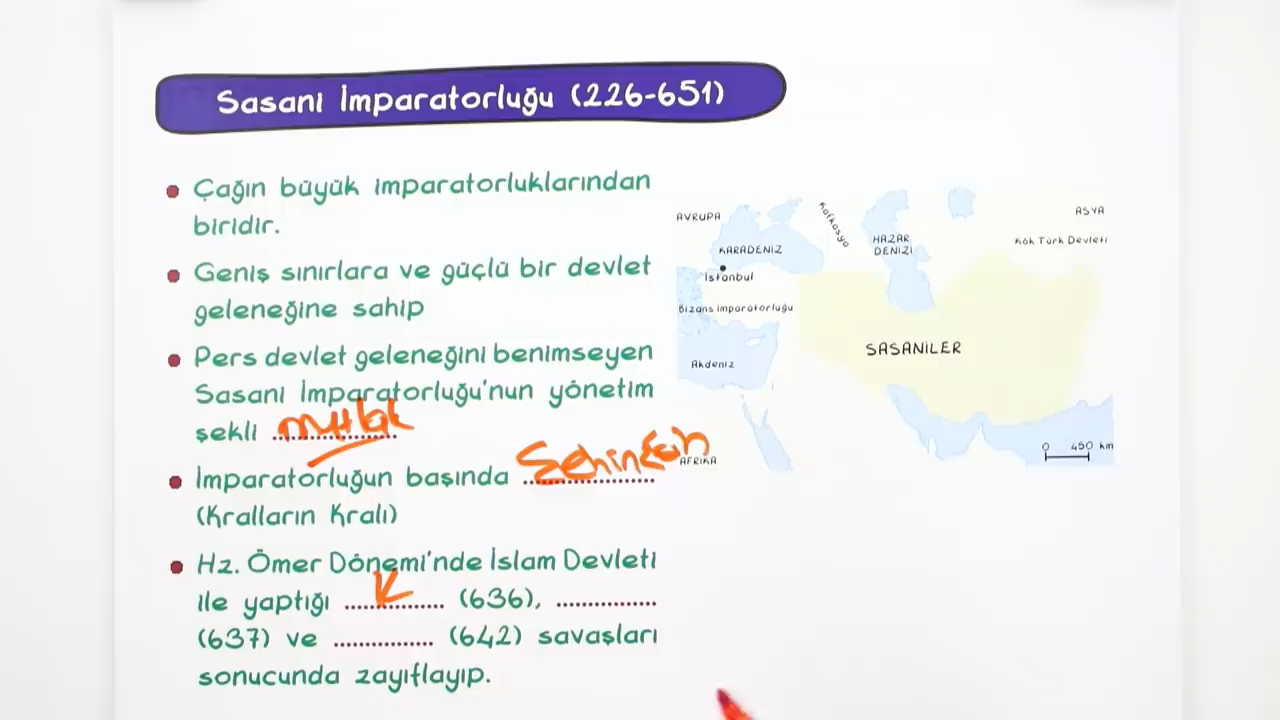 Sasani İmparatorluğu (226-651)
Çağın büyük imparatorluklarından
biridir.
Geniş sınırlara ve güçlü bir devlet
geleneğine sahip
Pers devlet geleneğini benimseyen
Sasani İmparatorluğu'nun yönetim
şekli mutlak
İmparatorluğun başında Şehinşah
(Kralların Kralı)
Hz. Ömer Dönemi'nde İslam Devleti
ile yaptığı K.......... (636), ..............
(637) ve .............. (642) savaşları
sonucunda zayıflayıp.
AVRUPA
Kafkasya
ASYA
KARADENİZ
HAZAR
DENİZİ
Kök Türk Devleti
İstanbul
Bizans imparatorluğu
SASANİLER
Akdeniz
AFRİKA
0 450 km